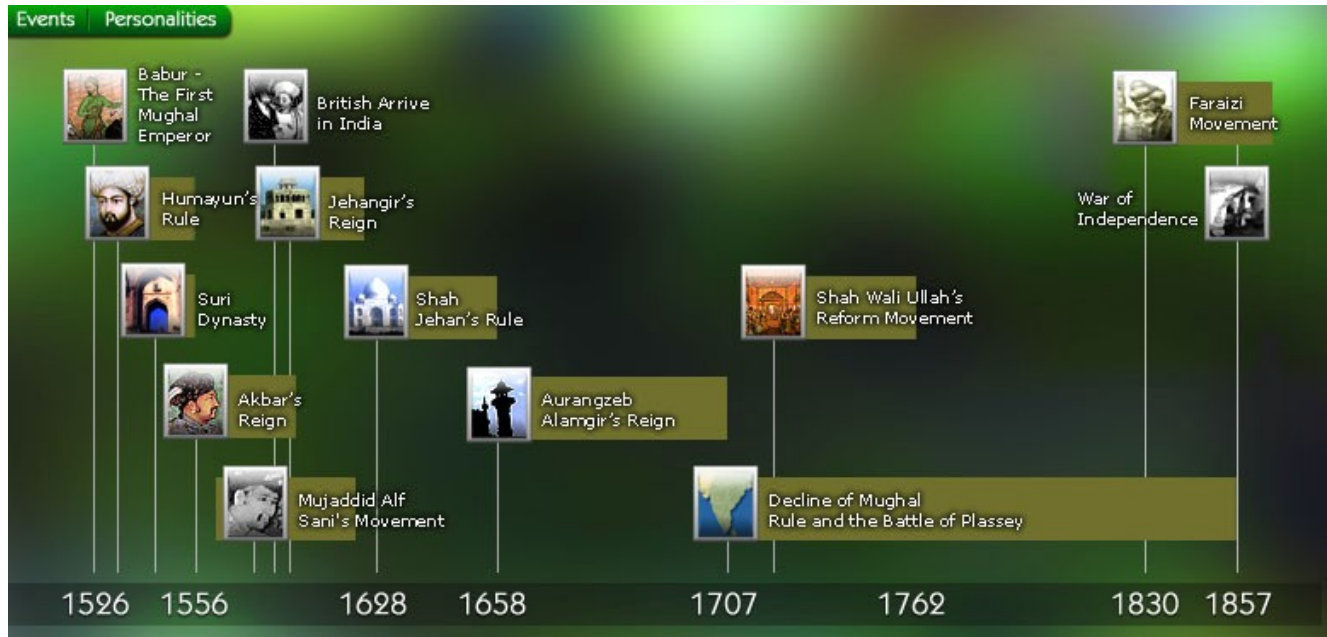 Events Personalities
Babur -
The First
Mughal
Emperor
British Arrive
in India
Faraizi
Movement
Humayun's
Rule
Jehangir's
Reign
War of
Independence
Suri
Dynasty
Shah
Jehan's Rule
Shah Wali Ullah's
Reform Movement
Akbar's
Reign
Aurangzeb
Alamgir's Reign
Mujaddid Alf
Sani's Movement
Decline of Mughal
Rule and the Battle of Plassey
1526 1556 1628 1658 1707 1762 1830 1857